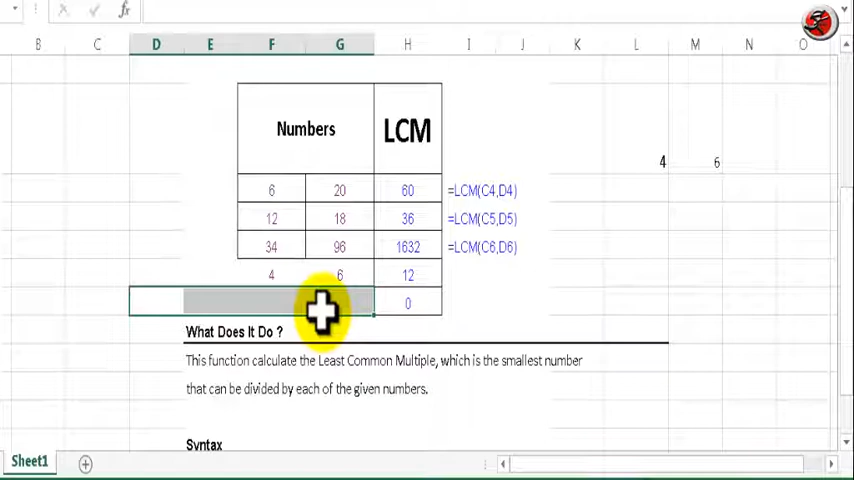 fx
B C D E F G H I J K L M N O
Numbers LCM
4 6
6 20 60 =LCM(C4,D4)
12 18 36 =LCM(C5,D5)
34 96 1632 =LCM(C6,D6)
4 6 12
0
What Does It Do ?
This function calculate the Least Common Multiple, which is the smallest number
that can be divided by each of the given numbers.
Syntax
Sheet1